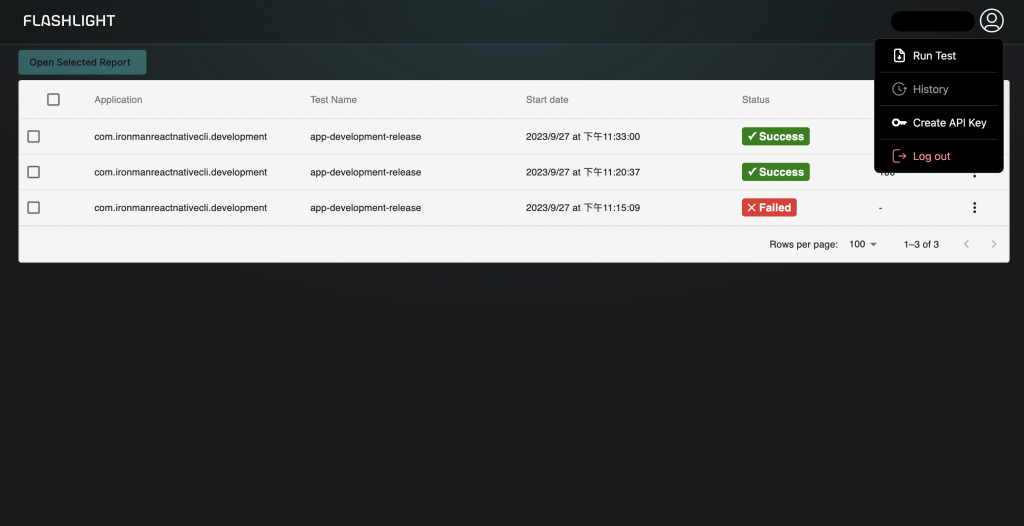 FLASHLIGHT
Run Test
History
Create API Key
Log out
Open Selected Report
Application Test Name Start date Status
com.ironmanreactnativecli.development app-development-release 2023/9/27 at 下午11:33:00 Success
com.ironmanreactnativecli.development app-development-release 2023/9/27 at 下午11:20:37 Success
com.ironmanreactnativecli.development app-development-release 2023/9/27 at 下午11:15:09 Failed -
Rows per page: 100 1–3 of 3